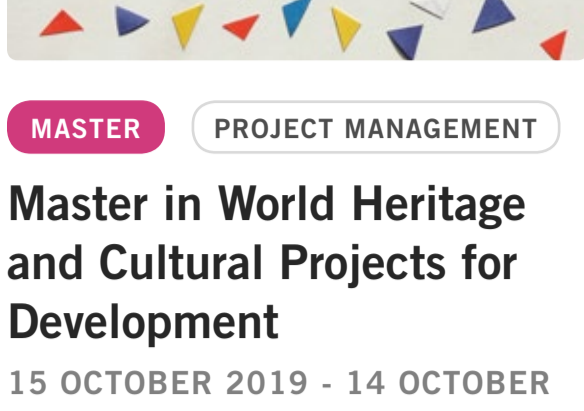 MASTER
PROJECT MANAGEMENT
Master in World Heritage
and Cultural Projects for
Development
15 OCTOBER 2019 - 14 OCTOBER